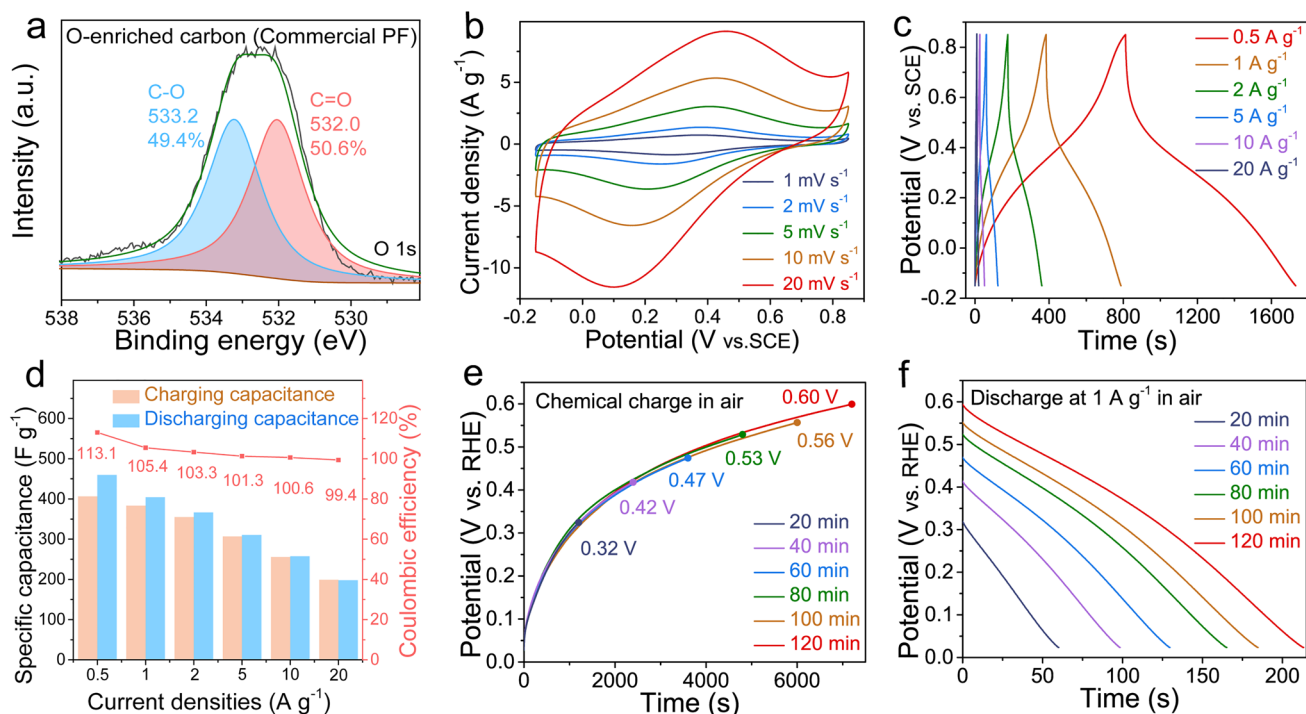 a
O-enriched carbon (Commercial PF)
C-O
533.2
49.4%
C=O
532.0
50.6%
O 1s
Intensity (a.u.)
538 536 534 532 530
Binding energy (eV)
b
Current density (A g⁻¹)
10
5
0
-5
-10
1 mV s⁻¹
2 mV s⁻¹
5 mV s⁻¹
10 mV s⁻¹
20 mV s⁻¹
-0.2 0.0 0.2 0.4 0.6 0.8
Potential (V vs.SCE)
c
Potential (V vs. SCE)
0.8
0.6
0.4
0.2
0.0
-0.2
0.5 A g⁻¹
1 A g⁻¹
2 A g⁻¹
5 A g⁻¹
10 A g⁻¹
20 A g⁻¹
0 400 800 1200 1600
Time (s)
d
Charging capacitance
Discharging capacitance
Specific capacitance (F g⁻¹)
600
500
400
300
200
100
0
113.1
105.4
103.3
101.3
100.6
99.4
120
100
80
60
40
20
0
Coulombic efficiency (%)
0.5 1 2 5 10 20
Current densities (A g⁻¹)
e
Chemical charge in air
Potential (V vs. RHE)
0.6
0.5
0.4
0.3
0.2
0.1
0.0
0.60 V
0.56 V
0.53 V
0.47 V
0.42 V
0.32 V
20 min
40 min
60 min
80 min
100 min
120 min
0 2000 4000 6000
Time (s)
f
Discharge at 1 A g⁻¹ in air
Potential (V vs. RHE)
0.6
0.5
0.4
0.3
0.2
0.1
0.0
20 min
40 min
60 min
80 min
100 min
120 min
0 50 100 150 200
Time (s)